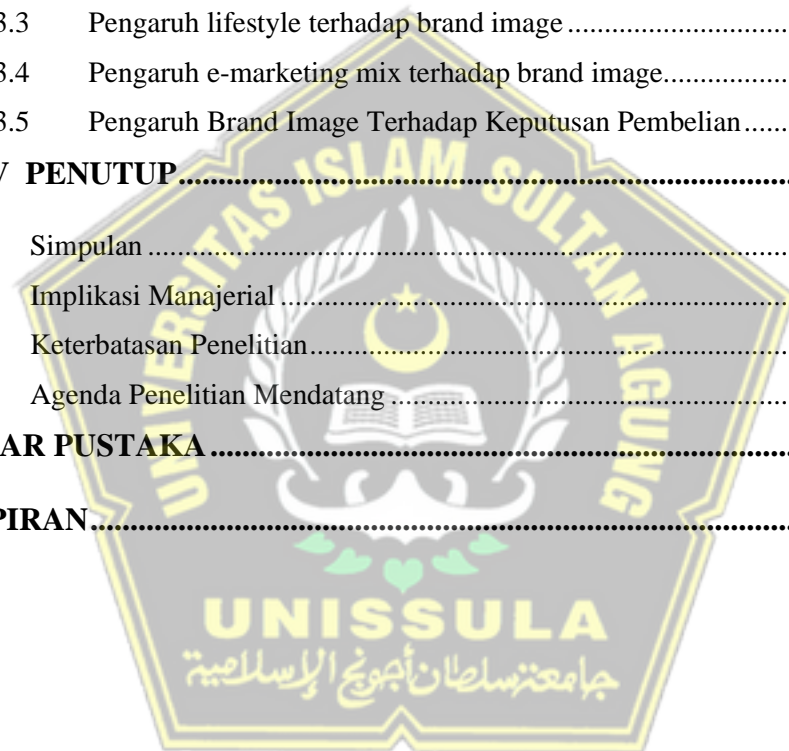 3.3 Pengaruh lifestyle terhadap brand image
3.4 Pengaruh e-marketing mix terhadap brand image
3.5 Pengaruh Brand Image Terhadap Keputusan Pembelian
V PENUTUP
Simpulan
Implikasi Manajerial
Keterbatasan Penelitian
Agenda Penelitian Mendatang
AR PUSTAKA
PIRAN
UNIVERSITAS ISLAM SULTAN AGUNG
UNISSULA
جامعة سلطان أجونج الإسلامية